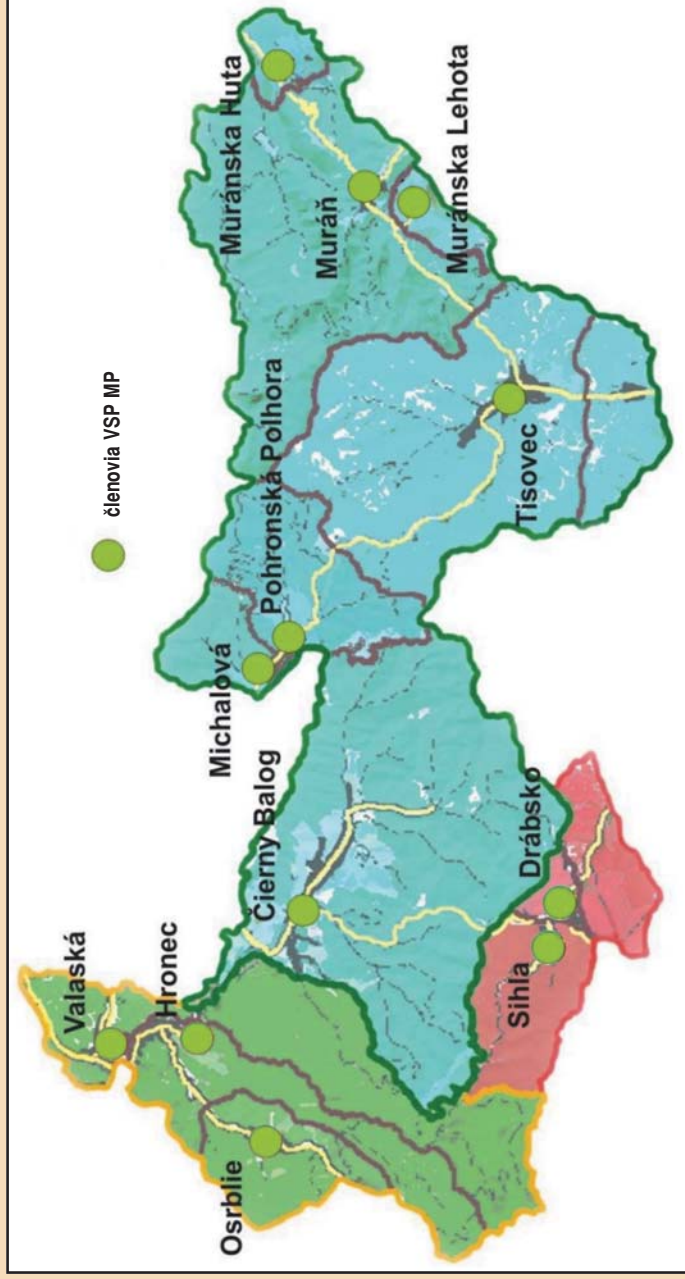 členovia VSP MP
Valaská
Hronec
Osrblie
Čierny Balog
Michalová
Pohronská Polhora
Muránska Huta
Muráň
Muránska Lehota
Tisovec
Drábsko
Sihla